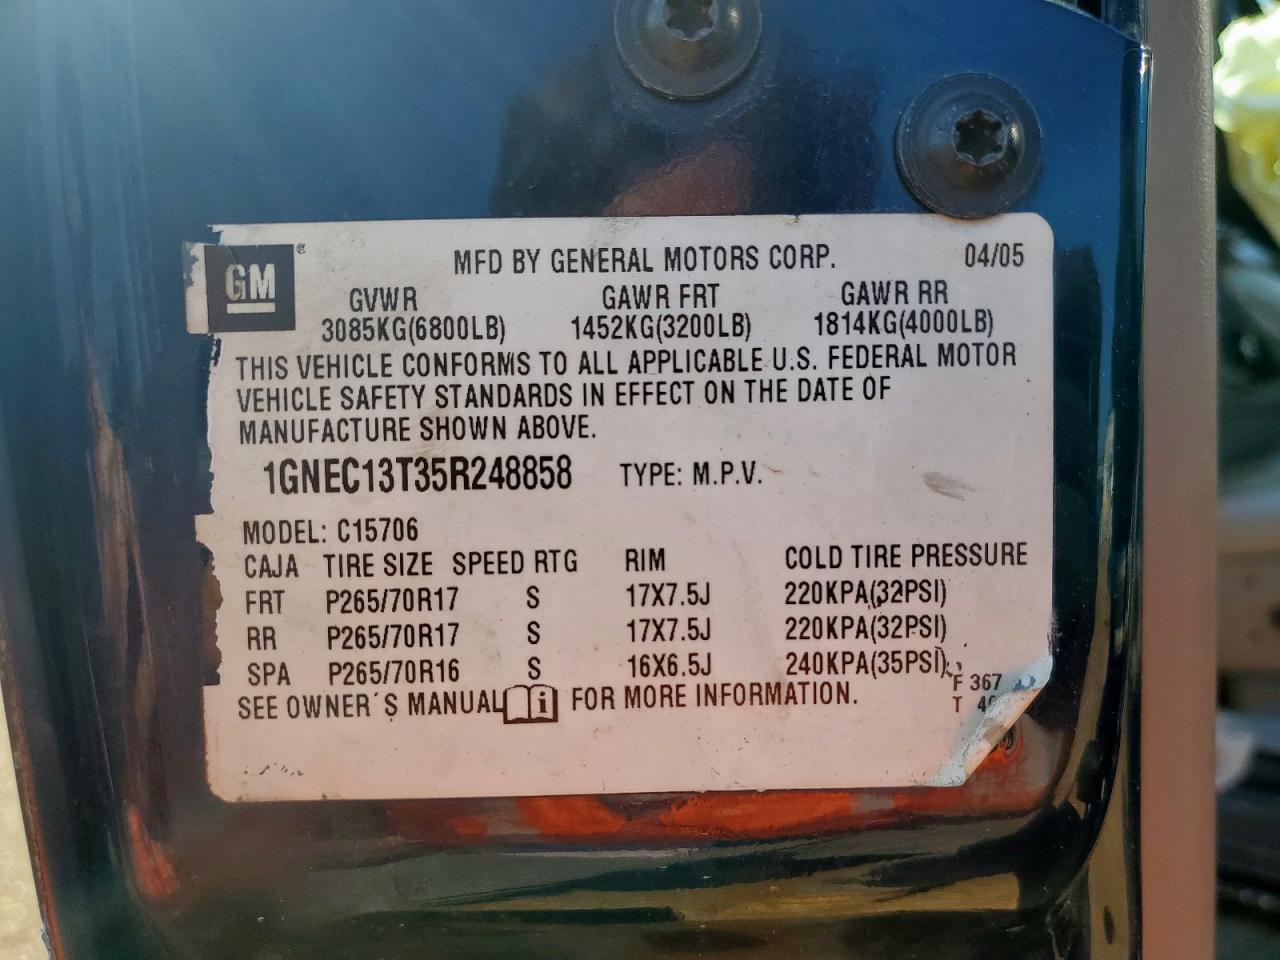 GM ®
MFD BY GENERAL MOTORS CORP. 04/05
GVWR GAWR FRT GAWR RR
3085KG(6800LB) 1452KG(3200LB) 1814KG(4000LB)
THIS VEHICLE CONFORMS TO ALL APPLICABLE U.S. FEDERAL MOTOR
VEHICLE SAFETY STANDARDS IN EFFECT ON THE DATE OF
MANUFACTURE SHOWN ABOVE.
1GNEC13T35R248858 TYPE: M.P.V.
MODEL: C15706
CAJA TIRE SIZE SPEED RTG RIM COLD TIRE PRESSURE
FRT P265/70R17 S 17X7.5J 220KPA(32PSI)
RR P265/70R17 S 17X7.5J 220KPA(32PSI)
SPA P265/70R16 S 16X6.5J 240KPA(35PSI)
SEE OWNER'S MANUAL FOR MORE INFORMATION.
F 367
T